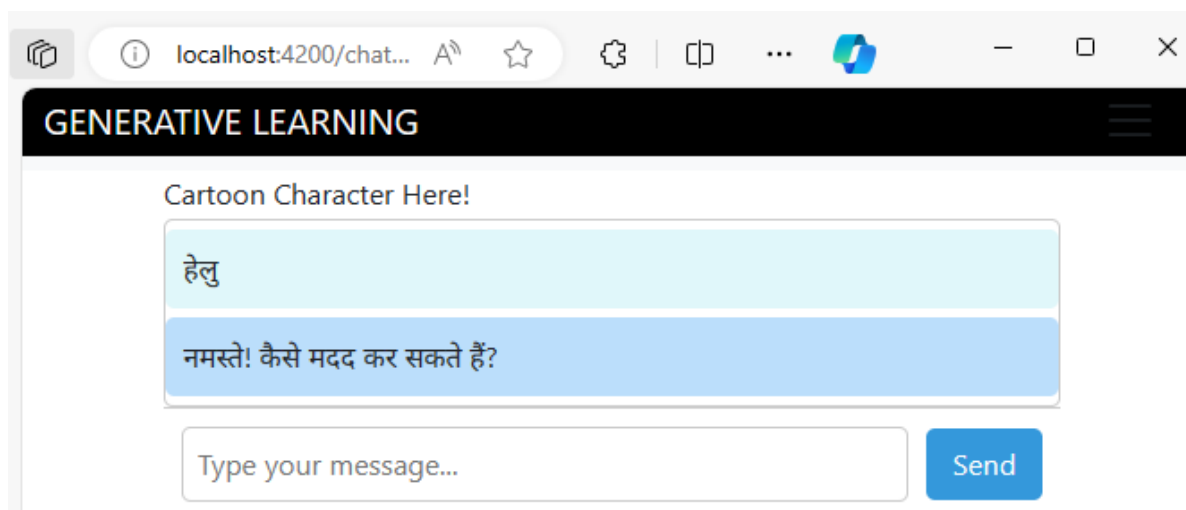 localhost:4200/chat...
GENERATIVE LEARNING
Cartoon Character Here!
हेलु
नमस्ते! कैसे मदद कर सकते हैं?
Type your message...
Send